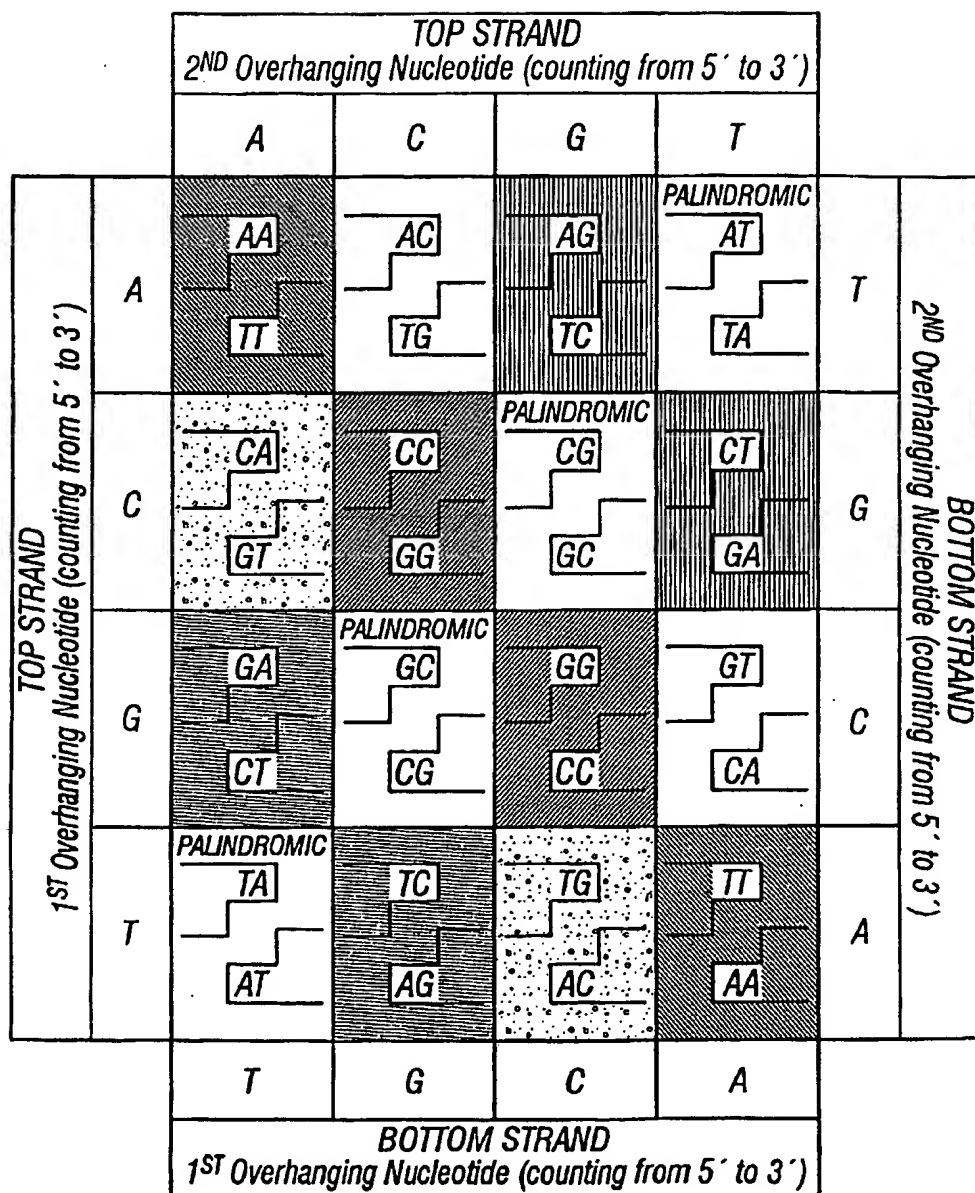 TOP STRAND
2ND Overhanging Nucleotide (counting from 5´ to 3´)
A C G T
TOP STRAND
1ST Overhanging Nucleotide (counting from 5´ to 3´)
A
AA
TT
AC
TG
AG
TC
PALINDROMIC
AT
TA
T
C
CA
GT
CC
GG
PALINDROMIC
CG
GC
CT
GA
G
G
GA
CT
PALINDROMIC
GC
CG
GG
CC
GT
CA
C
T
PALINDROMIC
TA
AT
TC
AG
TG
AC
TT
AA
A
2ND Overhanging Nucleotide (counting from 5´ to 3´)
BOTTOM STRAND
T G C A
BOTTOM STRAND
1ST Overhanging Nucleotide (counting from 5´ to 3´)